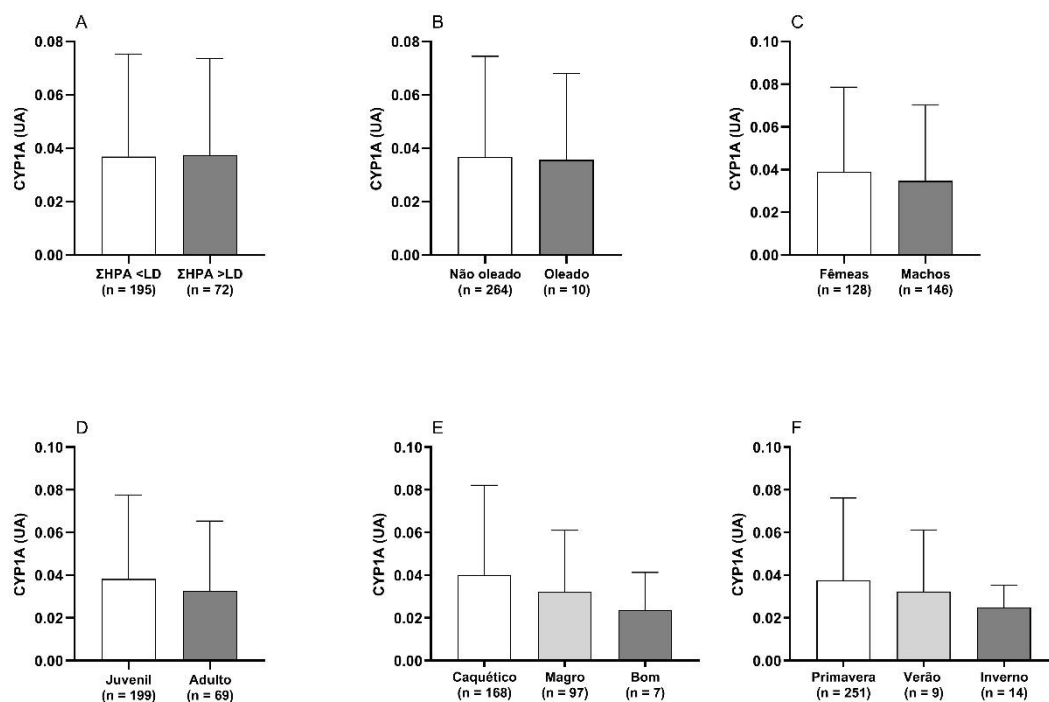 A
CYP1A (UA)
0.08
0.06
0.04
0.02
0.00
ΣHPA <LD
(n = 195)
ΣHPA >LD
(n = 72)
B
CYP1A (UA)
0.08
0.06
0.04
0.02
0.00
Não oleado
(n = 264)
Oleado
(n = 10)
C
CYP1A (UA)
0.10
0.08
0.06
0.04
0.02
0.00
Fêmeas
(n = 128)
Machos
(n = 146)
D
CYP1A (UA)
0.10
0.08
0.06
0.04
0.02
0.00
Juvenil
(n = 199)
Adulto
(n = 69)
E
CYP1A (UA)
0.10
0.08
0.06
0.04
0.02
0.00
Caquético
(n = 168)
Magro
(n = 97)
Bom
(n = 7)
F
CYP1A (UA)
0.10
0.08
0.06
0.04
0.02
0.00
Primavera
(n = 251)
Verão
(n = 9)
Inverno
(n = 14)